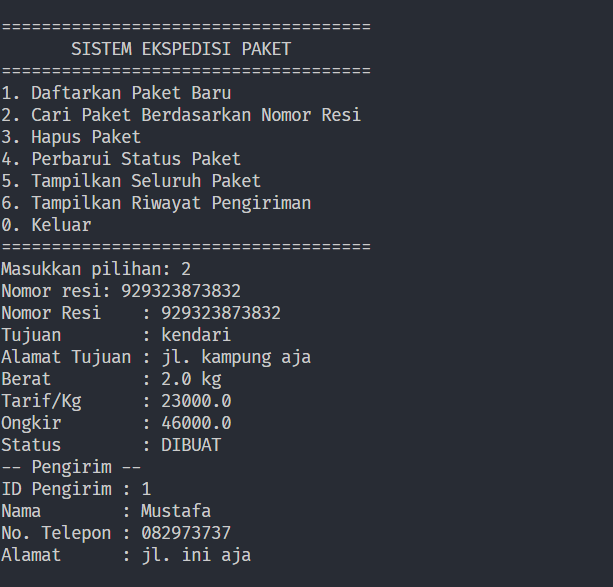 =====================================
       SISTEM EKSPEDISI PAKET
=====================================
1. Daftarkan Paket Baru
2. Cari Paket Berdasarkan Nomor Resi
3. Hapus Paket
4. Perbarui Status Paket
5. Tampilkan Seluruh Paket
6. Tampilkan Riwayat Pengiriman
0. Keluar
=====================================
Masukkan pilihan: 2
Nomor resi: 929323873832
Nomor Resi    : 929323873832
Tujuan        : kendari
Alamat Tujuan : jl. kampung aja
Berat         : 2.0 kg
Tarif/Kg      : 23000.0
Ongkir        : 46000.0
Status        : DIBUAT
-- Pengirim --
ID Pengirim : 1
Nama        : Mustafa
No. Telepon : 082973737
Alamat      : jl. ini aja